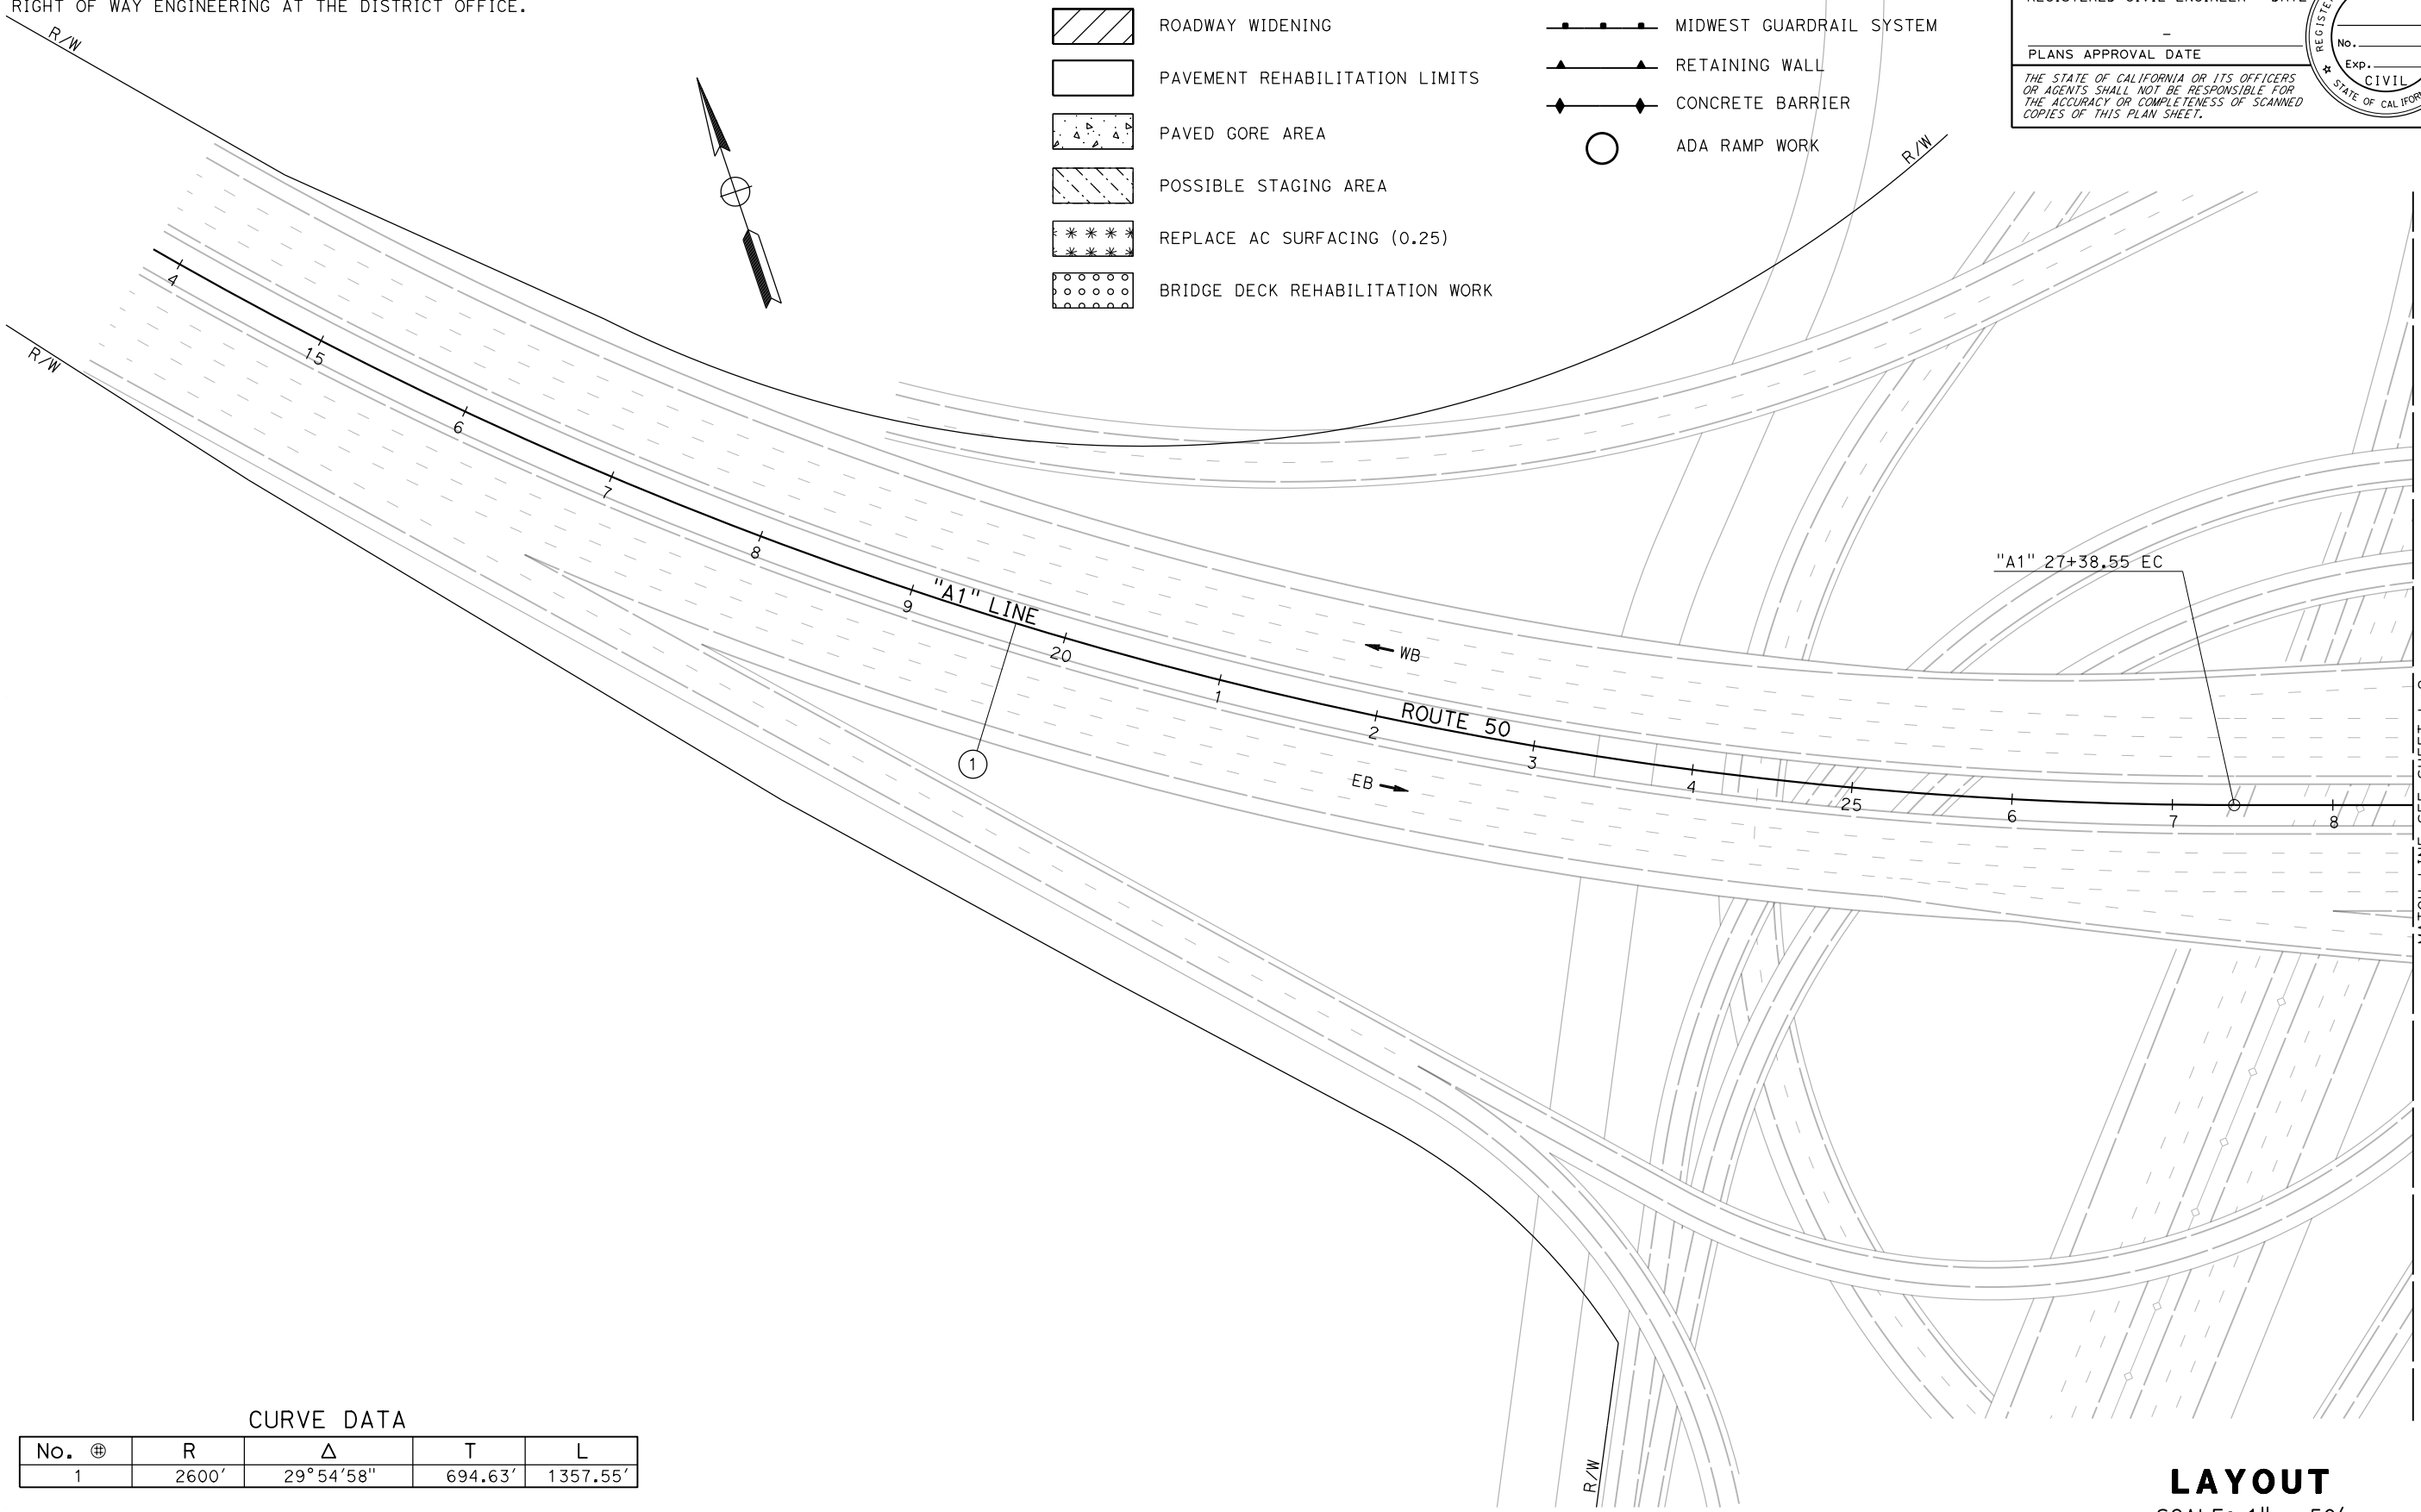 RIGHT OF WAY ENGINEERING AT THE DISTRICT OFFICE.
ROADWAY WIDENING
PAVEMENT REHABILITATION LIMITS
PAVED GORE AREA
POSSIBLE STAGING AREA
REPLACE AC SURFACING (0.25)
BRIDGE DECK REHABILITATION WORK
MIDWEST GUARDRAIL SYSTEM
RETAINING WALL
CONCRETE BARRIER
ADA RAMP WORK
REGISTERED CIVIL ENGINEER DATE
–
PLANS APPROVAL DATE
THE STATE OF CALIFORNIA OR ITS OFFICERS
OR AGENTS SHALL NOT BE RESPONSIBLE FOR
THE ACCURACY OR COMPLETENESS OF SCANNED
COPIES OF THIS PLAN SHEET.
No.
Exp.
CIVIL
R/W
R/W
R/W
4
15
6
7
8
9
"A1" LINE
20
1
WB
2
ROUTE 50
3
EB
4
25
6
7
8
"A1" 27+38.55 EC
1
R/W
CURVE DATA
No. # R Δ T L
1 2600' 29°54'58" 694.63' 1357.55'
LAYOUT